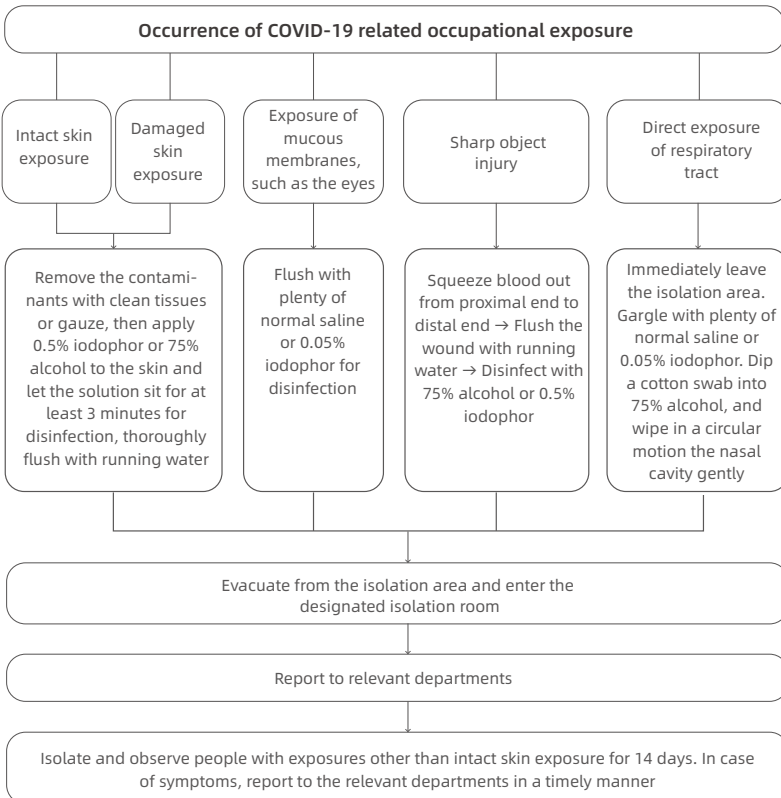 Occurrence of COVID-19 related occupational exposure
Intact skin
exposure
Damaged
skin
exposure
Exposure of
mucous
membranes,
such as the eyes
Sharp object
injury
Direct exposure
of respiratory
tract
Remove the contami-
nants with clean tissues
or gauze, then apply
0.5% iodophor or 75%
alcohol to the skin and
let the solution sit for at
least 3 minutes for
disinfection, thoroughly
flush with running water
Flush with
plenty of
normal saline
or 0.05%
iodophor for
disinfection
Squeeze blood out
from proximal end to
distal end → Flush the
wound with running
water → Disinfect with
75% alcohol or 0.5%
iodophor
Immediately leave
the isolation area.
Gargle with plenty of
normal saline or
0.05% iodophor. Dip
a cotton swab into
75% alcohol, and
wipe in a circular
motion the nasal
cavity gently
Evacuate from the isolation area and enter the
designated isolation room
Report to relevant departments
Isolate and observe people with exposures other than intact skin exposure for 14 days. In case
of symptoms, report to the relevant departments in a timely manner